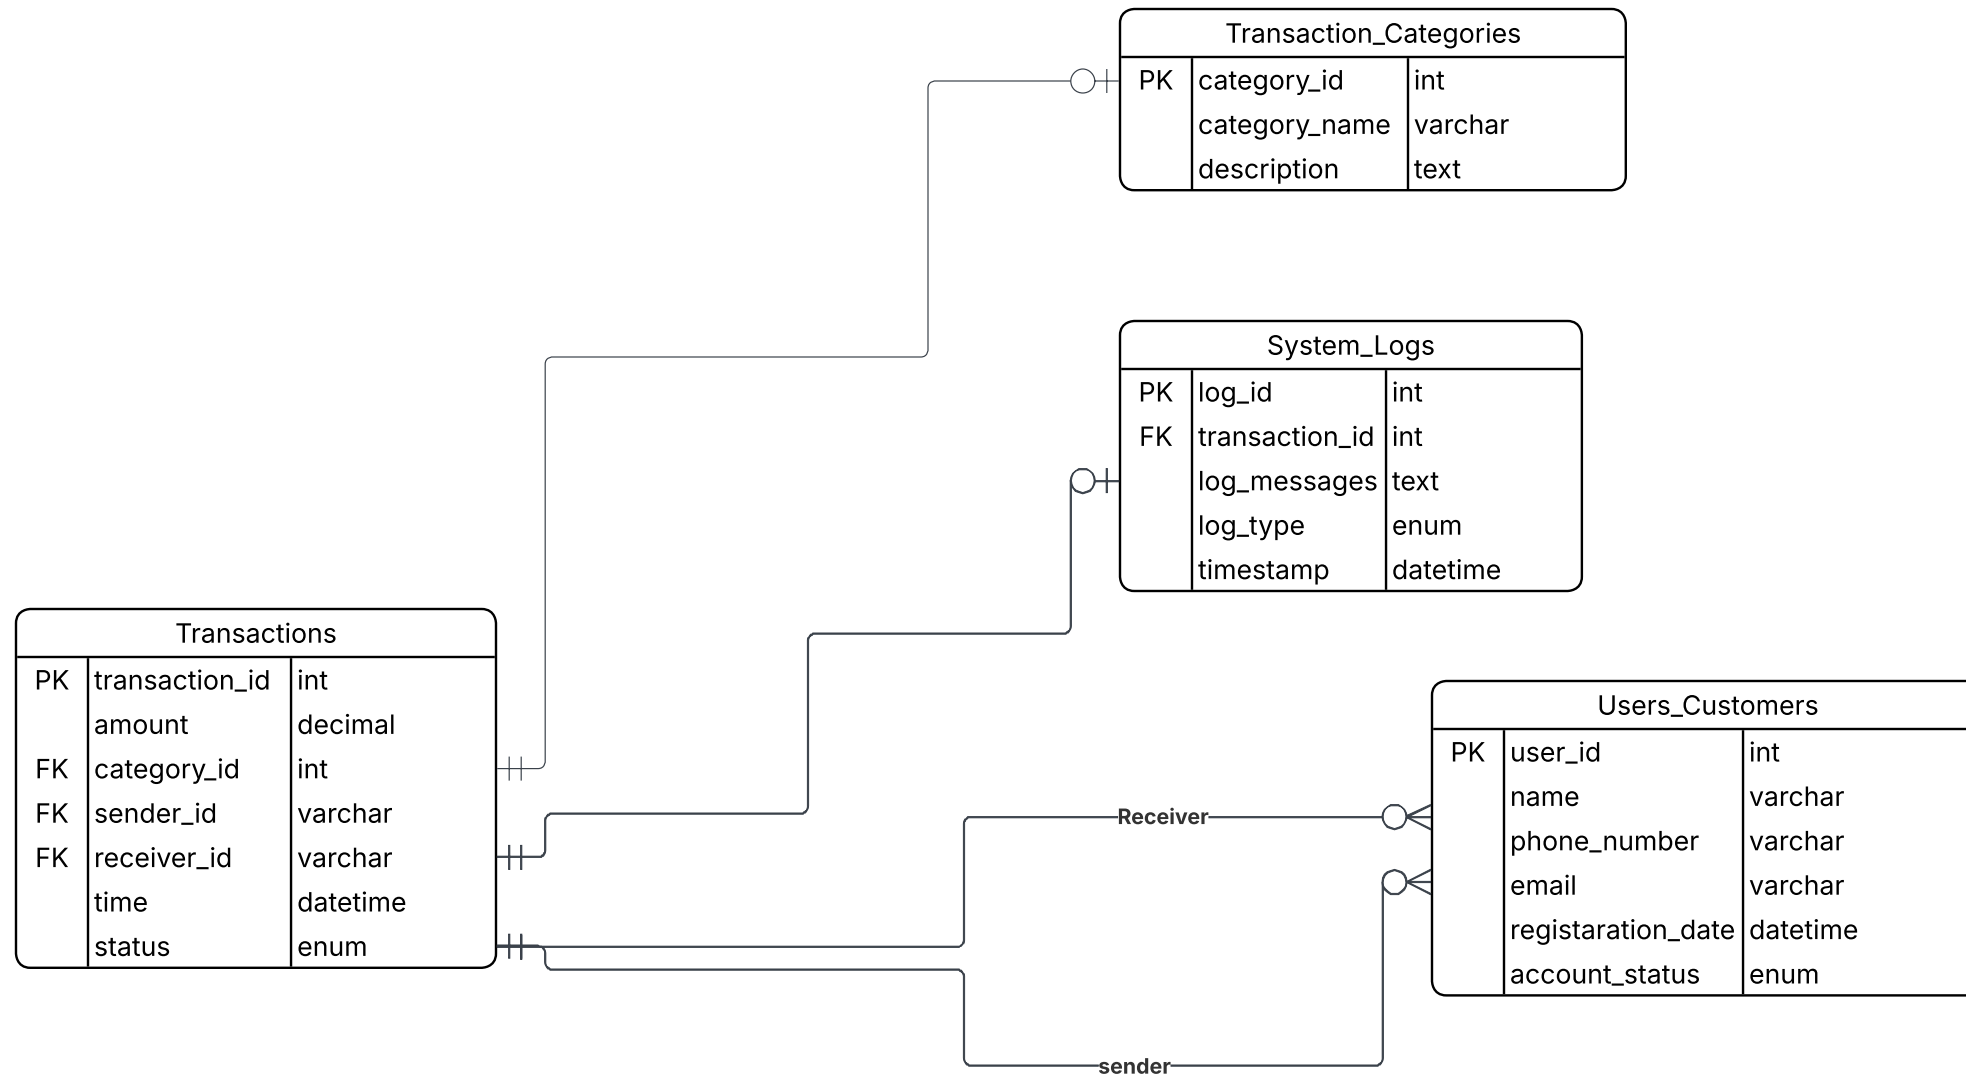 Transaction_Categories
PK category_id int
category_name varchar
description text
System_Logs
PK log_id int
FK transaction_id int
log_messages text
log_type enum
timestamp datetime
Transactions
PK transaction_id int
amount decimal
FK category_id int
FK sender_id varchar
FK receiver_id varchar
time datetime
status enum
Users_Customers
PK user_id int
name varchar
phone_number varchar
email varchar
registaration_date datetime
account_status enum
Receiver
sender